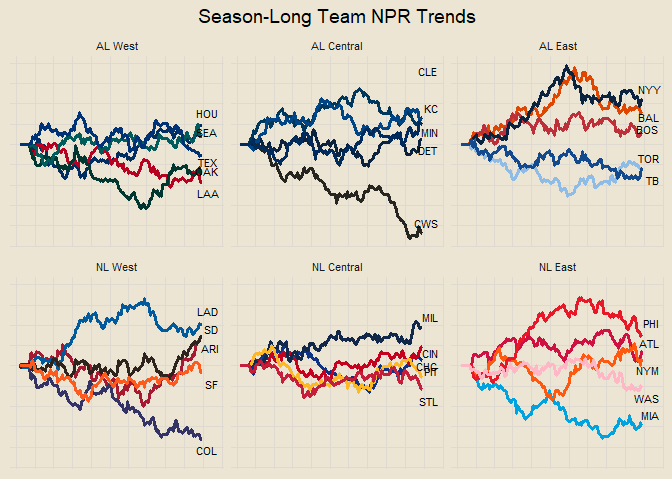 Season-Long Team NPR Trends
AL West
AL Central
AL East
HOU
SEA
TEX
OAK
LAA
CLE
KC
MIN
DET
CWS
NYY
BAL
BOS
TOR
TB
NL West
NL Central
NL East
LAD
SD
ARI
SF
COL
MIL
CIN
CHC
PIT
STL
PHI
ATL
NYM
WAS
MIA